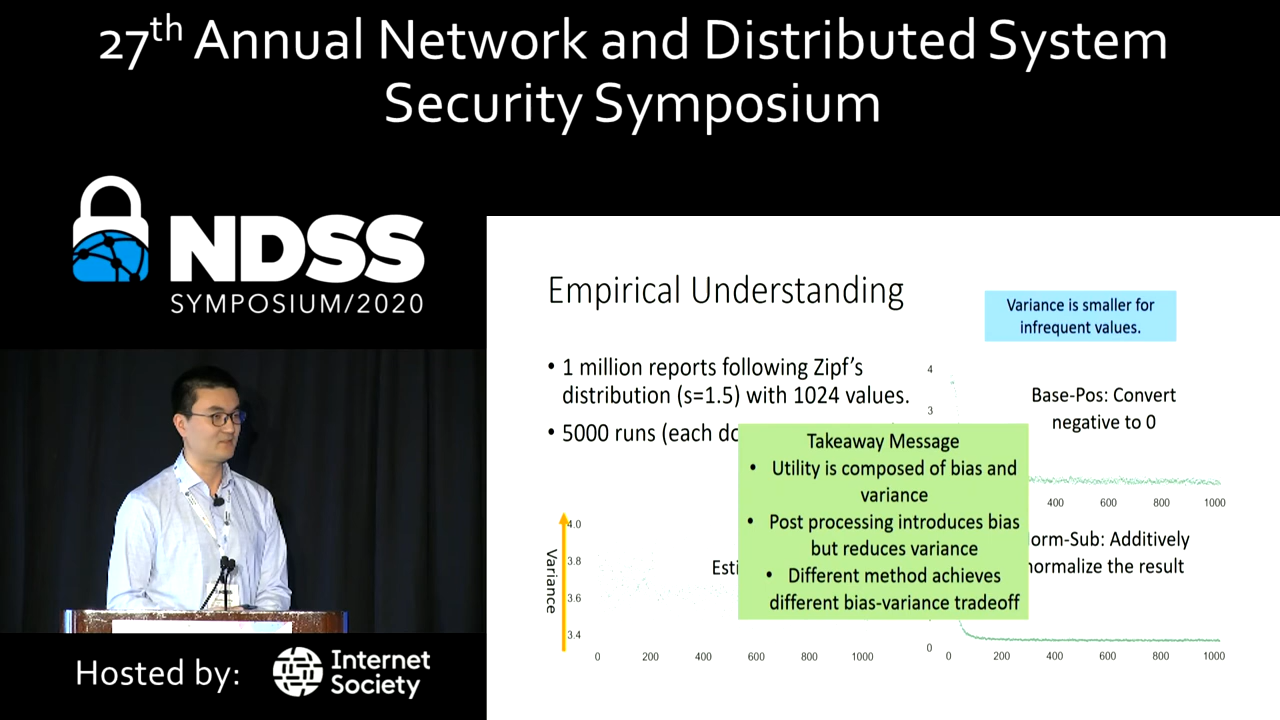 27th Annual Network and Distributed System
Security Symposium
NDSS
SYMPOSIUM/2020
Empirical Understanding
Variance is smaller for
infrequent values.
• 1 million reports following Zipf's
distribution (s=1.5) with 1024 values.
• 5000 runs (each
4
3
Base-Pos: Convert
negative to 0
400
600
800
1000
Takeaway Message
• Utility is composed of bias and
variance
• Post processing introduces bias
but reduces variance
• Different method achieves
different bias-variance tradeoff
Variance
4.0
3.8
3.6
3.4
0
200
400
600
800
1000
Additively
normalize the result
0
0
200
400
600
800
1000
Hosted by:
Internet
Society